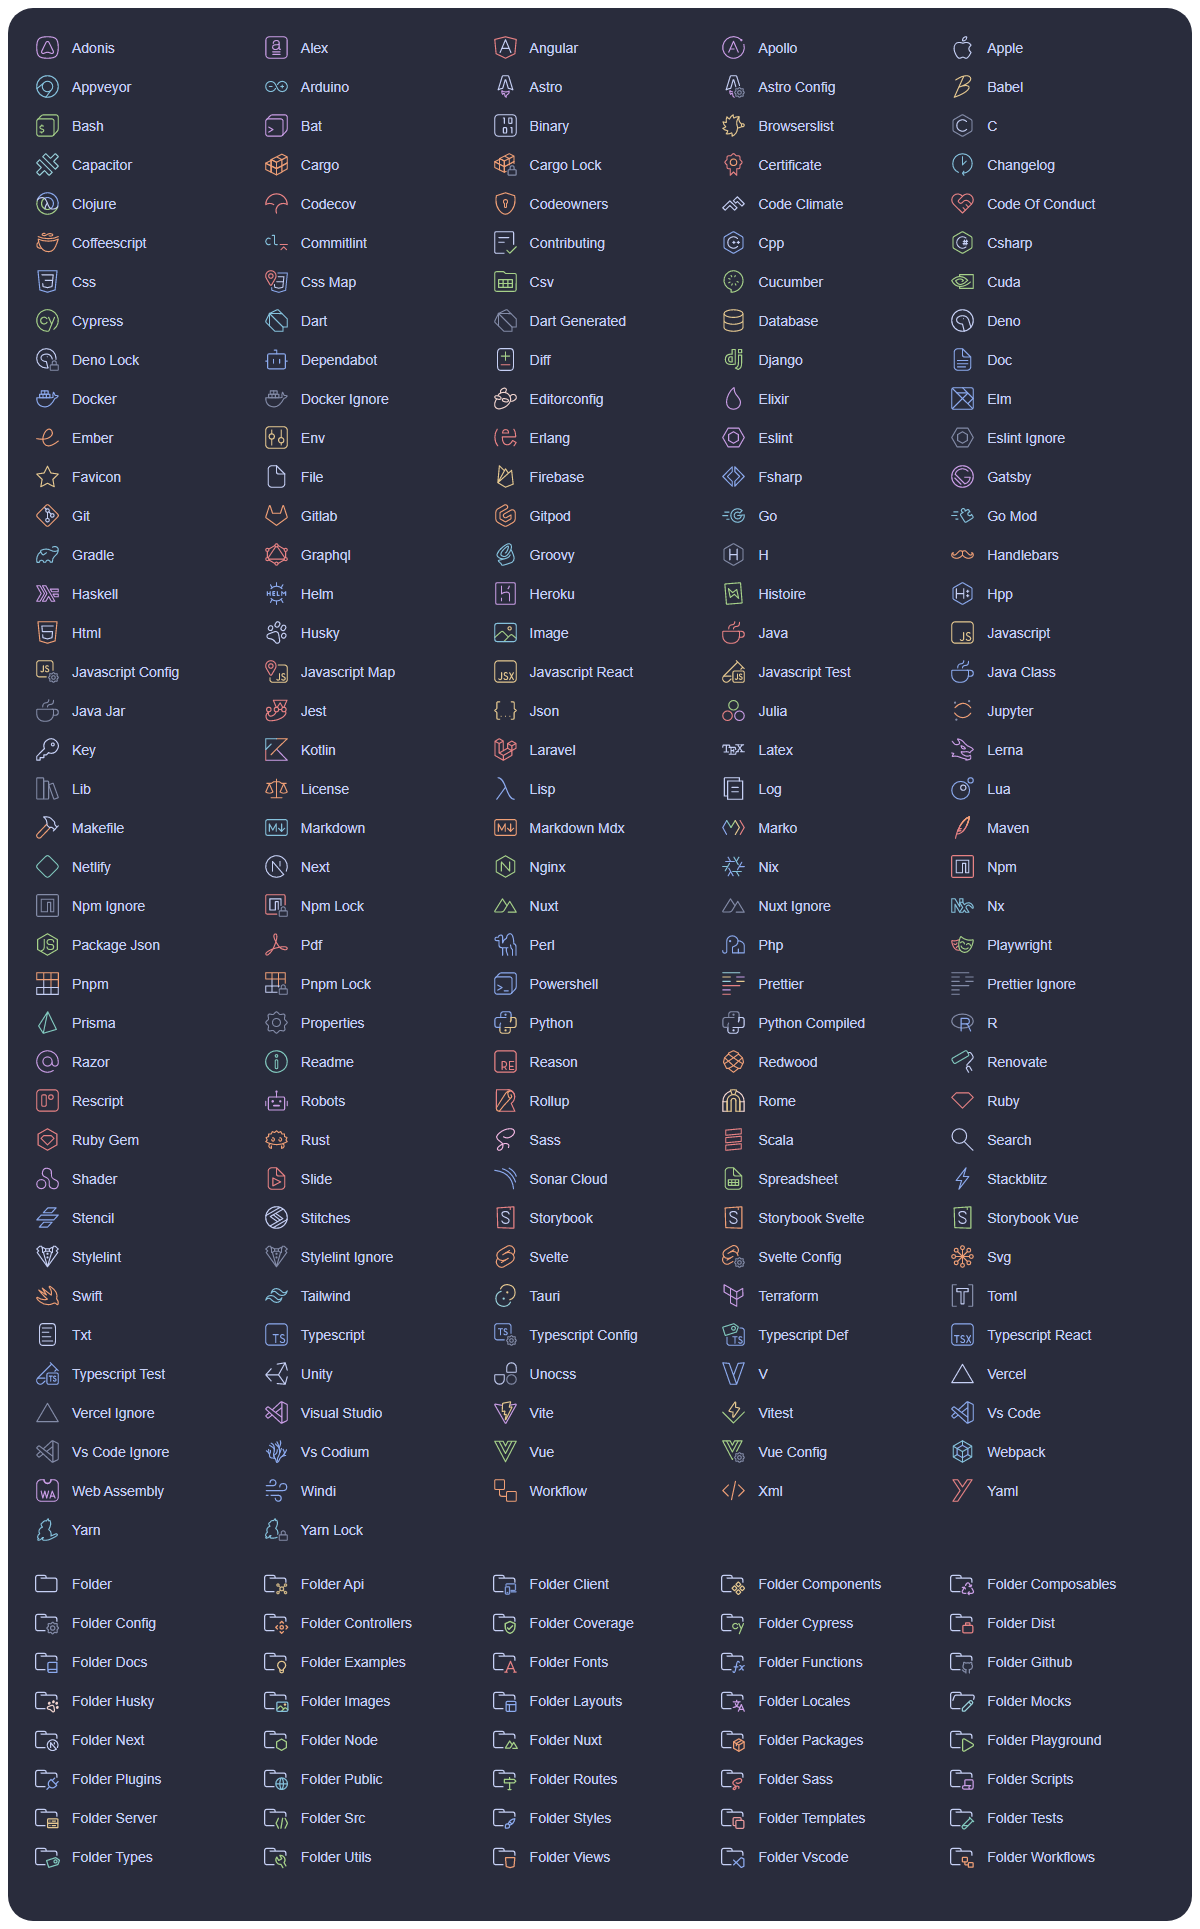 Adonis Alex Angular Apollo Apple
Appveyor Arduino Astro Astro Config Babel
Bash Bat Binary Browserslist C
Capacitor Cargo Cargo Lock Certificate Changelog
Clojure Codecov Codeowners Code Climate Code Of Conduct
Coffeescript Commitlint Contributing Cpp Csharp
Css Css Map Csv Cucumber Cuda
Cypress Dart Dart Generated Database Deno
Deno Lock Dependabot Diff Django Doc
Docker Docker Ignore Editorconfig Elixir Elm
Ember Env Erlang Eslint Eslint Ignore
Favicon File Firebase Fsharp Gatsby
Git Gitlab Gitpod Go Go Mod
Gradle Graphql Groovy H Handlebars
Haskell Helm Heroku Histoire Hpp
Html Husky Image Java Javascript
Javascript Config Javascript Map Javascript React Javascript Test Java Class
Java Jar Jest Json Julia Jupyter
Key Kotlin Laravel Latex Lerna
Lib License Lisp Log Lua
Makefile Markdown Markdown Mdx Marko Maven
Netlify Next Nginx Nix Npm
Npm Ignore Npm Lock Nuxt Nuxt Ignore Nx
Package Json Pdf Perl Php Playwright
Pnpm Pnpm Lock Powershell Prettier Prettier Ignore
Prisma Properties Python Python Compiled R
Razor Readme Reason Redwood Renovate
Rescript Robots Rollup Rome Ruby
Ruby Gem Rust Sass Scala Search
Shader Slide Sonar Cloud Spreadsheet Stackblitz
Stencil Stitches Storybook Storybook Svelte Storybook Vue
Stylelint Stylelint Ignore Svelte Svelte Config Svg
Swift Tailwind Tauri Terraform Toml
Txt Typescript Typescript Config Typescript Def Typescript React
Typescript Test Unity Unocss V Vercel
Vercel Ignore Visual Studio Vite Vitest Vs Code
Vs Code Ignore Vs Codium Vue Vue Config Webpack
Web Assembly Windi Workflow Xml Yaml
Yarn Yarn Lock
Folder Folder Api Folder Client Folder Components Folder Composables
Folder Config Folder Controllers Folder Coverage Folder Cypress Folder Dist
Folder Docs Folder Examples Folder Fonts Folder Functions Folder Github
Folder Husky Folder Images Folder Layouts Folder Locales Folder Mocks
Folder Next Folder Node Folder Nuxt Folder Packages Folder Playground
Folder Plugins Folder Public Folder Routes Folder Sass Folder Scripts
Folder Server Folder Src Folder Styles Folder Templates Folder Tests
Folder Types Folder Utils Folder Views Folder Vscode Folder Workflows